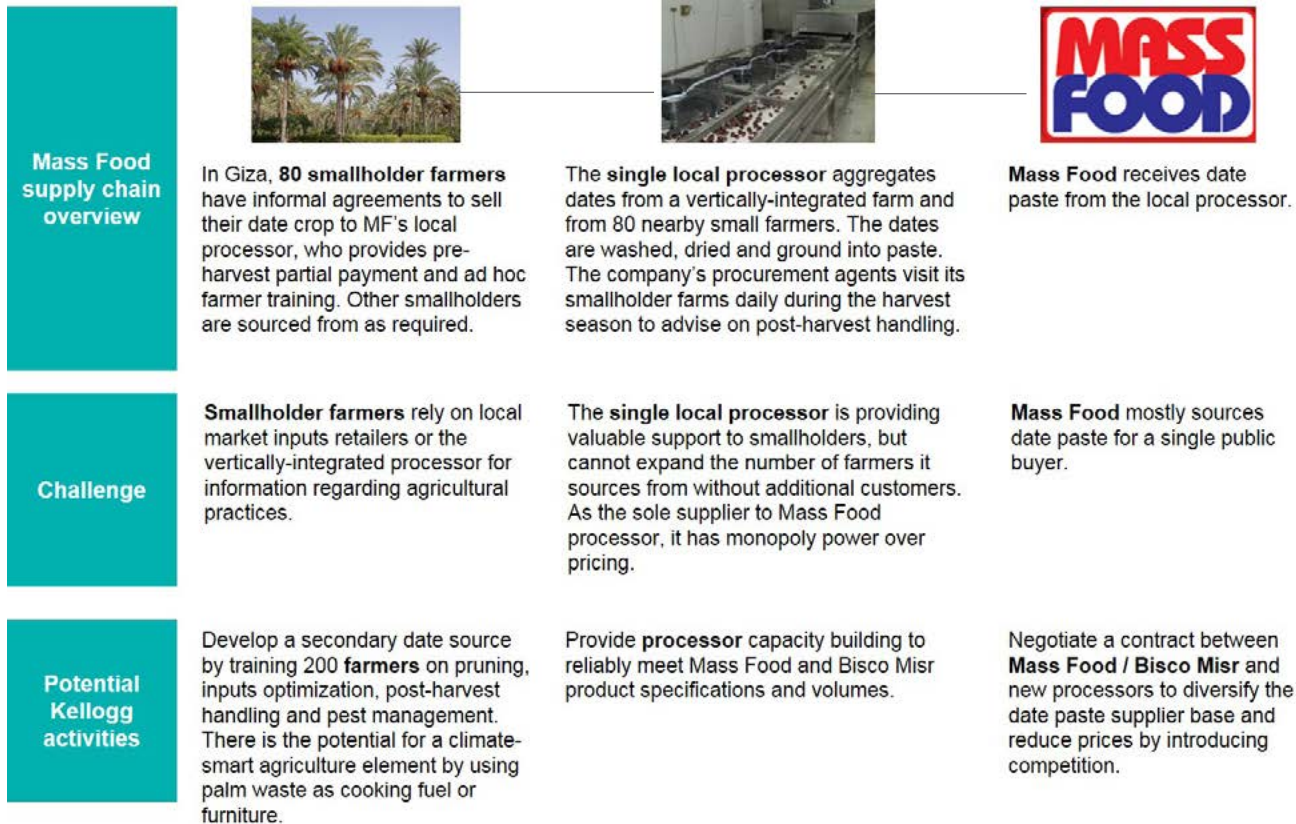 MASS
FOOD
Mass Food
supply chain
overview
In Giza, 80 smallholder farmers
have informal agreements to sell
their date crop to MF's local
processor, who provides pre-
harvest partial payment and ad hoc
farmer training. Other smallholders
are sourced from as required.
The single local processor aggregates
dates from a vertically-integrated farm and
from 80 nearby small farmers. The dates
are washed, dried and ground into paste.
The company's procurement agents visit its
smallholder farms daily during the harvest
season to advise on post-harvest handling.
Mass Food receives date
paste from the local processor.
Challenge
Smallholder farmers rely on local
market inputs retailers or the
vertically-integrated processor for
information regarding agricultural
practices.
The single local processor is providing
valuable support to smallholders, but
cannot expand the number of farmers it
sources from without additional customers.
As the sole supplier to Mass Food
processor, it has monopoly power over
pricing.
Mass Food mostly sources
date paste for a single public
buyer.
Potential
Kellogg
activities
Develop a secondary date source
by training 200 farmers on pruning,
inputs optimization, post-harvest
handling and pest management.
There is the potential for a climate-
smart agriculture element by using
palm waste as cooking fuel or
furniture.
Provide processor capacity building to
reliably meet Mass Food and Bisco Misr
product specifications and volumes.
Negotiate a contract between
Mass Food / Bisco Misr and
new processors to diversify the
date paste supplier base and
reduce prices by introducing
competition.